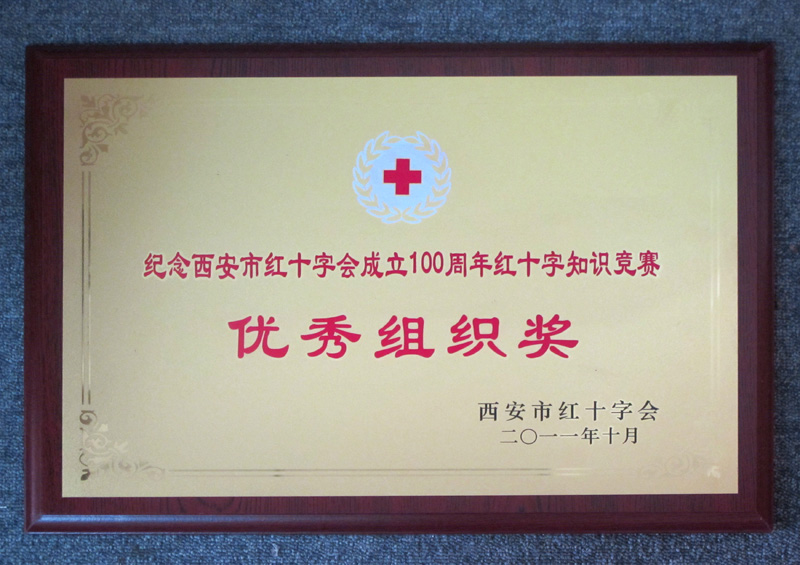 纪念西安市红十字会成立100周年红十字知识竞赛
优秀组织奖
西安市红十字会
二〇一一年十月